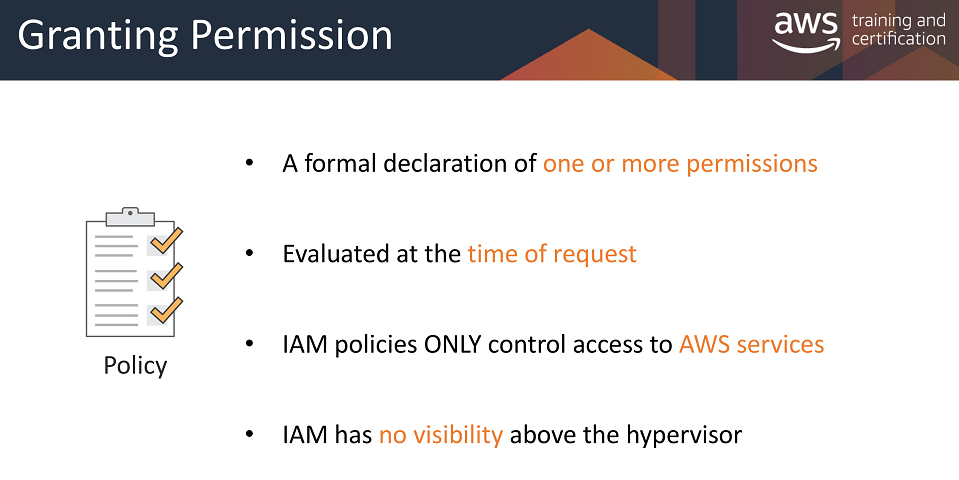 Granting Permission
aws training and
certification
• A formal declaration of one or more permissions
• Evaluated at the time of request
• IAM policies ONLY control access to AWS services
Policy
• IAM has no visibility above the hypervisor